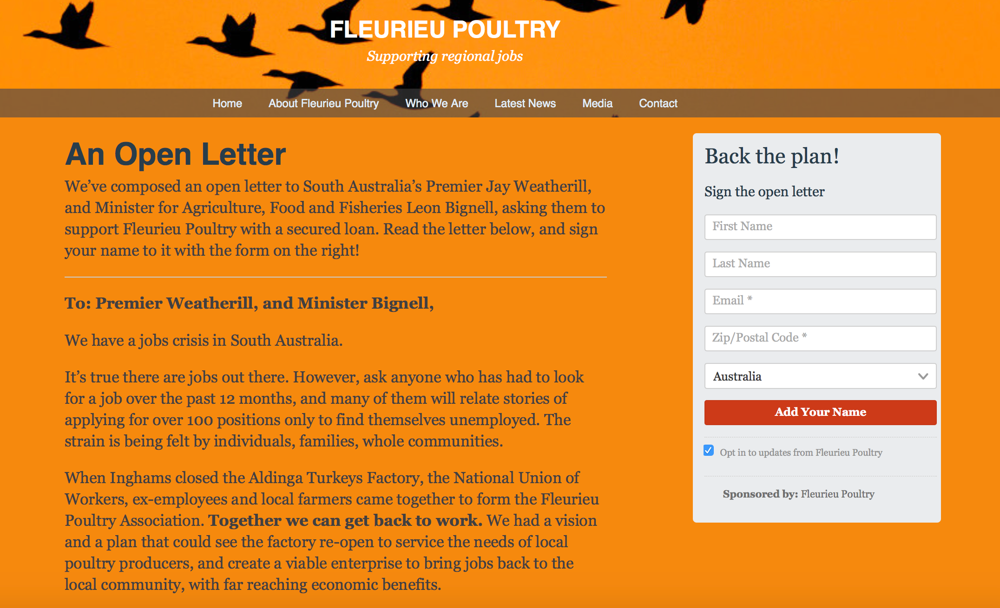 FLEURIEU POULTRY
Supporting regional jobs
Home About Fleurieu Poultry Who We Are Latest News Media Contact
An Open Letter
We’ve composed an open letter to South Australia’s Premier Jay Weatherill,
and Minister for Agriculture, Food and Fisheries Leon Bignell, asking them to
support Fleurieu Poultry with a secured loan. Read the letter below, and sign
your name to it with the form on the right!
To: Premier Weatherill, and Minister Bignell,
We have a jobs crisis in South Australia.
It’s true there are jobs out there. However, ask anyone who has had to look
for a job over the past 12 months, and many of them will relate stories of
applying for over 100 positions only to find themselves unemployed. The
strain is being felt by individuals, families, whole communities.
When Inghams closed the Aldinga Turkeys Factory, the National Union of
Workers, ex-employees and local farmers came together to form the Fleurieu
Poultry Association. Together we can get back to work. We had a vision
and a plan that could see the factory re-open to service the needs of local
poultry producers, and create a viable enterprise to bring jobs back to the
local community, with far reaching economic benefits.
Back the plan!
Sign the open letter
First Name
Last Name
Email *
Zip/Postal Code *
Australia
Add Your Name
Opt in to updates from Fleurieu Poultry
Sponsored by: Fleurieu Poultry